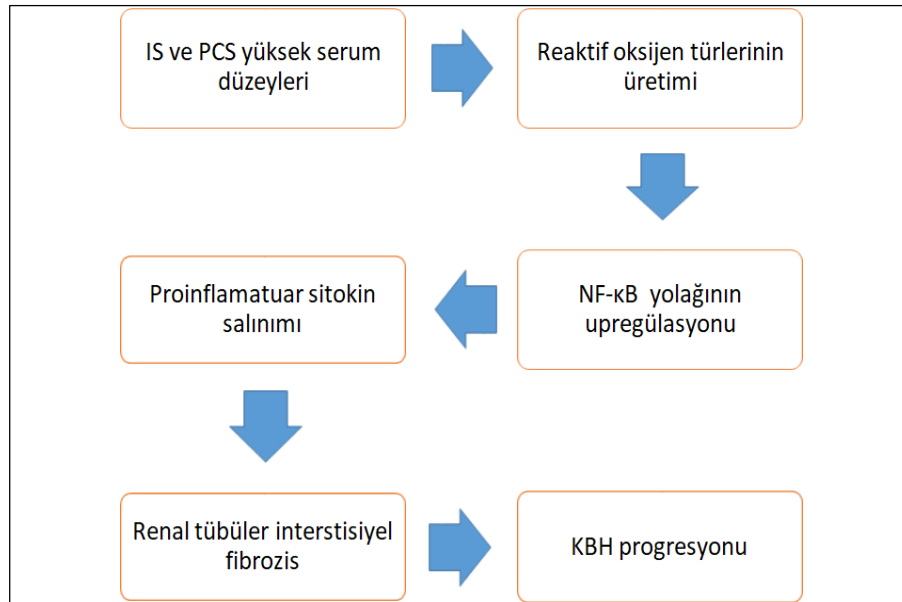 IS ve PCS yüksek serum
düzeyleri
Reaktif oksijen türlerinin
üretimi
NF-κB yolağının
upregülasyonu
Proinflamatuar sitokin
salınımı
Renal tübüler interstisiyel
fibrozis
KBH progresyonu